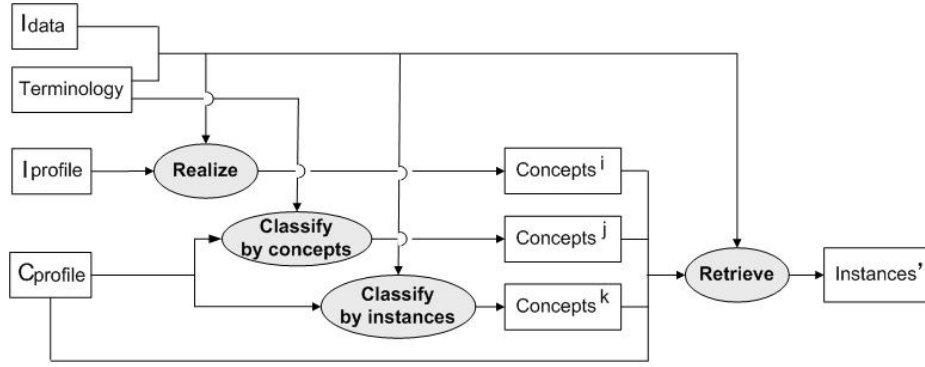 Idata
Terminology
Iprofile
Realize
Concepts i
Classify
by concepts
Concepts j
Cprofile
Retrieve
Instances'
Classify
by instances
Concepts k